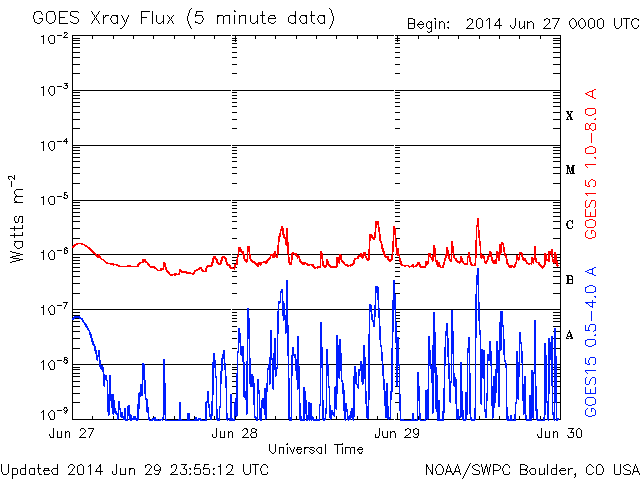 GOES Xray Flux (5 minute data)
Begin: 2014 Jun 27 0000 UTC
10-2
10-3
10-4
10-5
10-6
10-7
10-8
10-9
Watts m-2
X
M
C
B
A
GOES15 1.0-8.0 A
GOES15 0.5-4.0 A
Jun 27
Jun 28
Jun 29
Jun 30
Universal Time
Updated 2014 Jun 29 23:55:12 UTC
NOAA/SWPC Boulder, CO USA